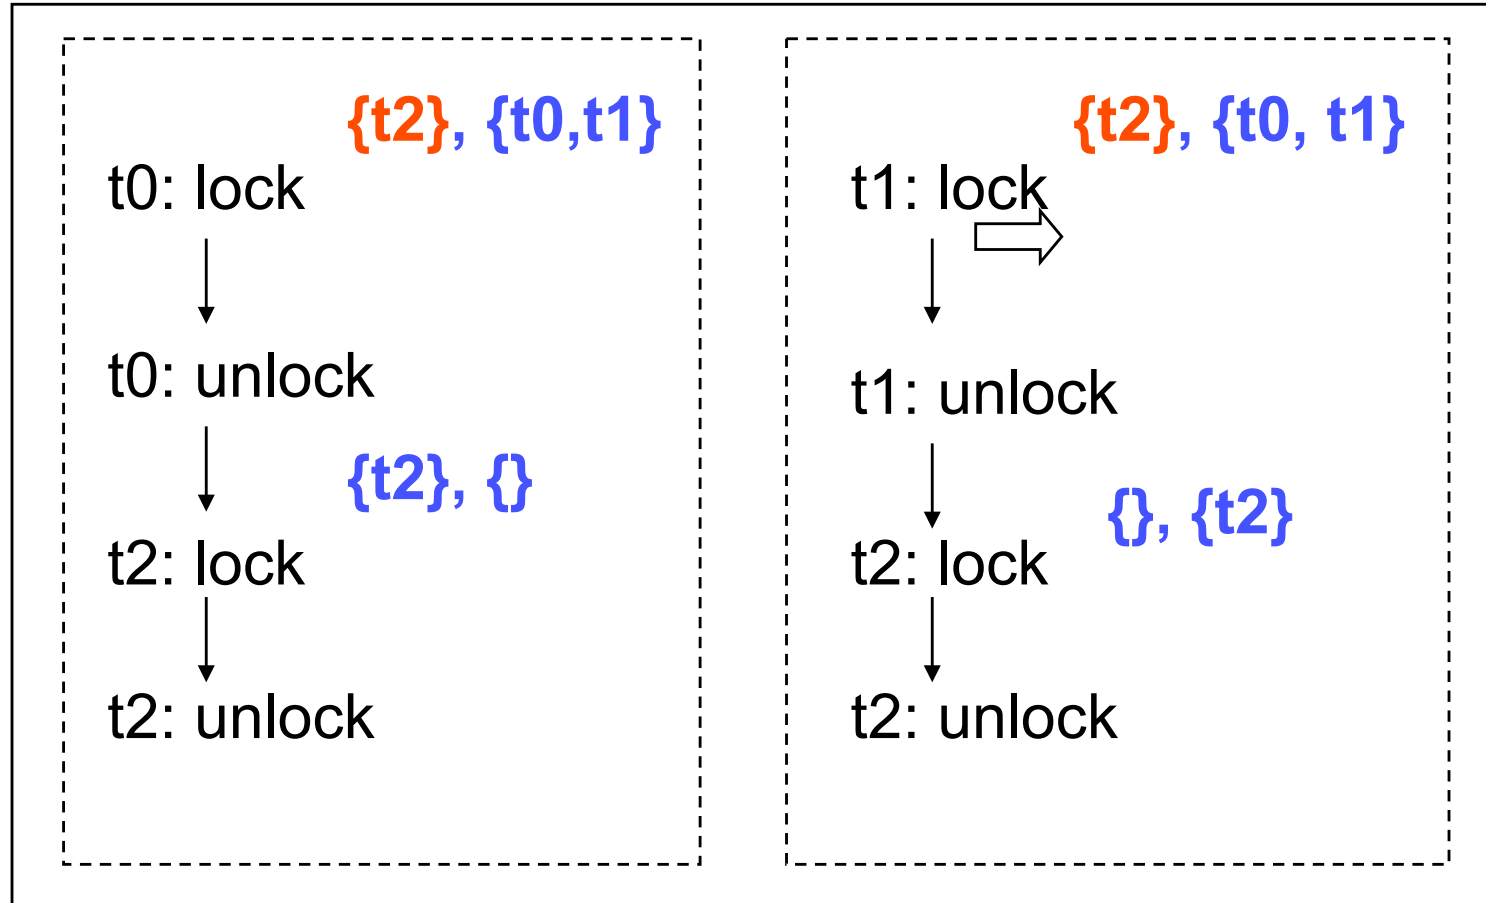 {t2}, {t0,t1}
t0: lock
t0: unlock
{t2}, {}
t2: lock
t2: unlock
{t2}, {t0, t1}
t1: lock
t1: unlock
{}, {t2}
t2: lock
t2: unlock